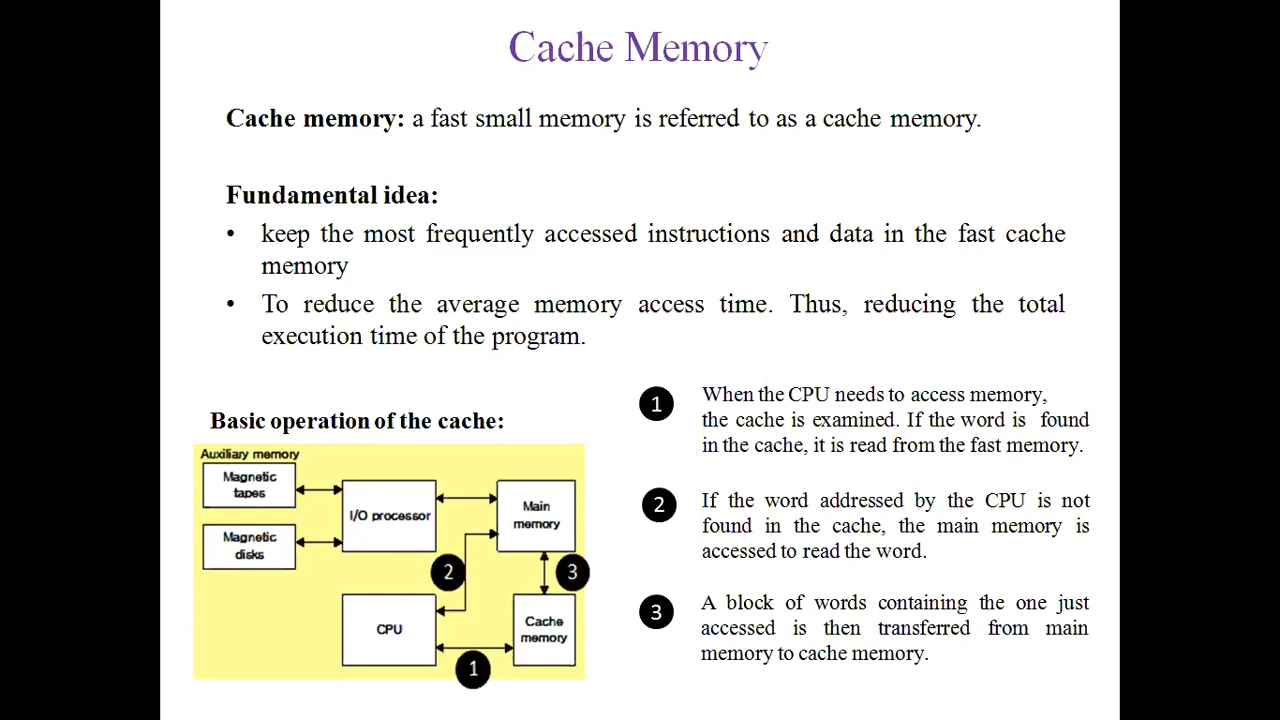 Cache Memory
Cache memory: a fast small memory is referred to as a cache memory.
Fundamental idea:
• keep the most frequently accessed instructions and data in the fast cache
memory
• To reduce the average memory access time. Thus, reducing the total
execution time of the program.
Basic operation of the cache:
Auxiliary memory
Magnetic
tapes
Magnetic
disks
I/O processor
Main
memory
2
3
CPU
Cache
memory
1
1
When the CPU needs to access memory,
the cache is examined. If the word is found
in the cache, it is read from the fast memory.
2
If the word addressed by the CPU is not
found in the cache, the main memory is
accessed to read the word.
3
A block of words containing the one just
accessed is then transferred from main
memory to cache memory.